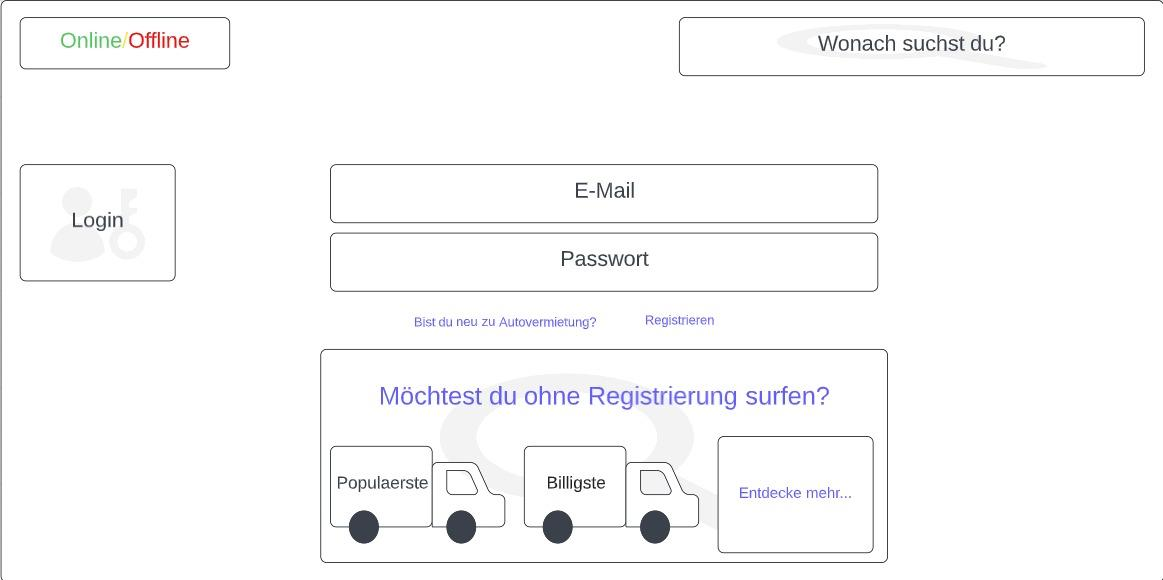 Online/Offline
Wonach suchst du?
Login
E-Mail
Passwort
Bist du neu zu Autovermietung?
Registrieren
Möchtest du ohne Registrierung surfen?
Populaerste
Billigste
Entdecke mehr...